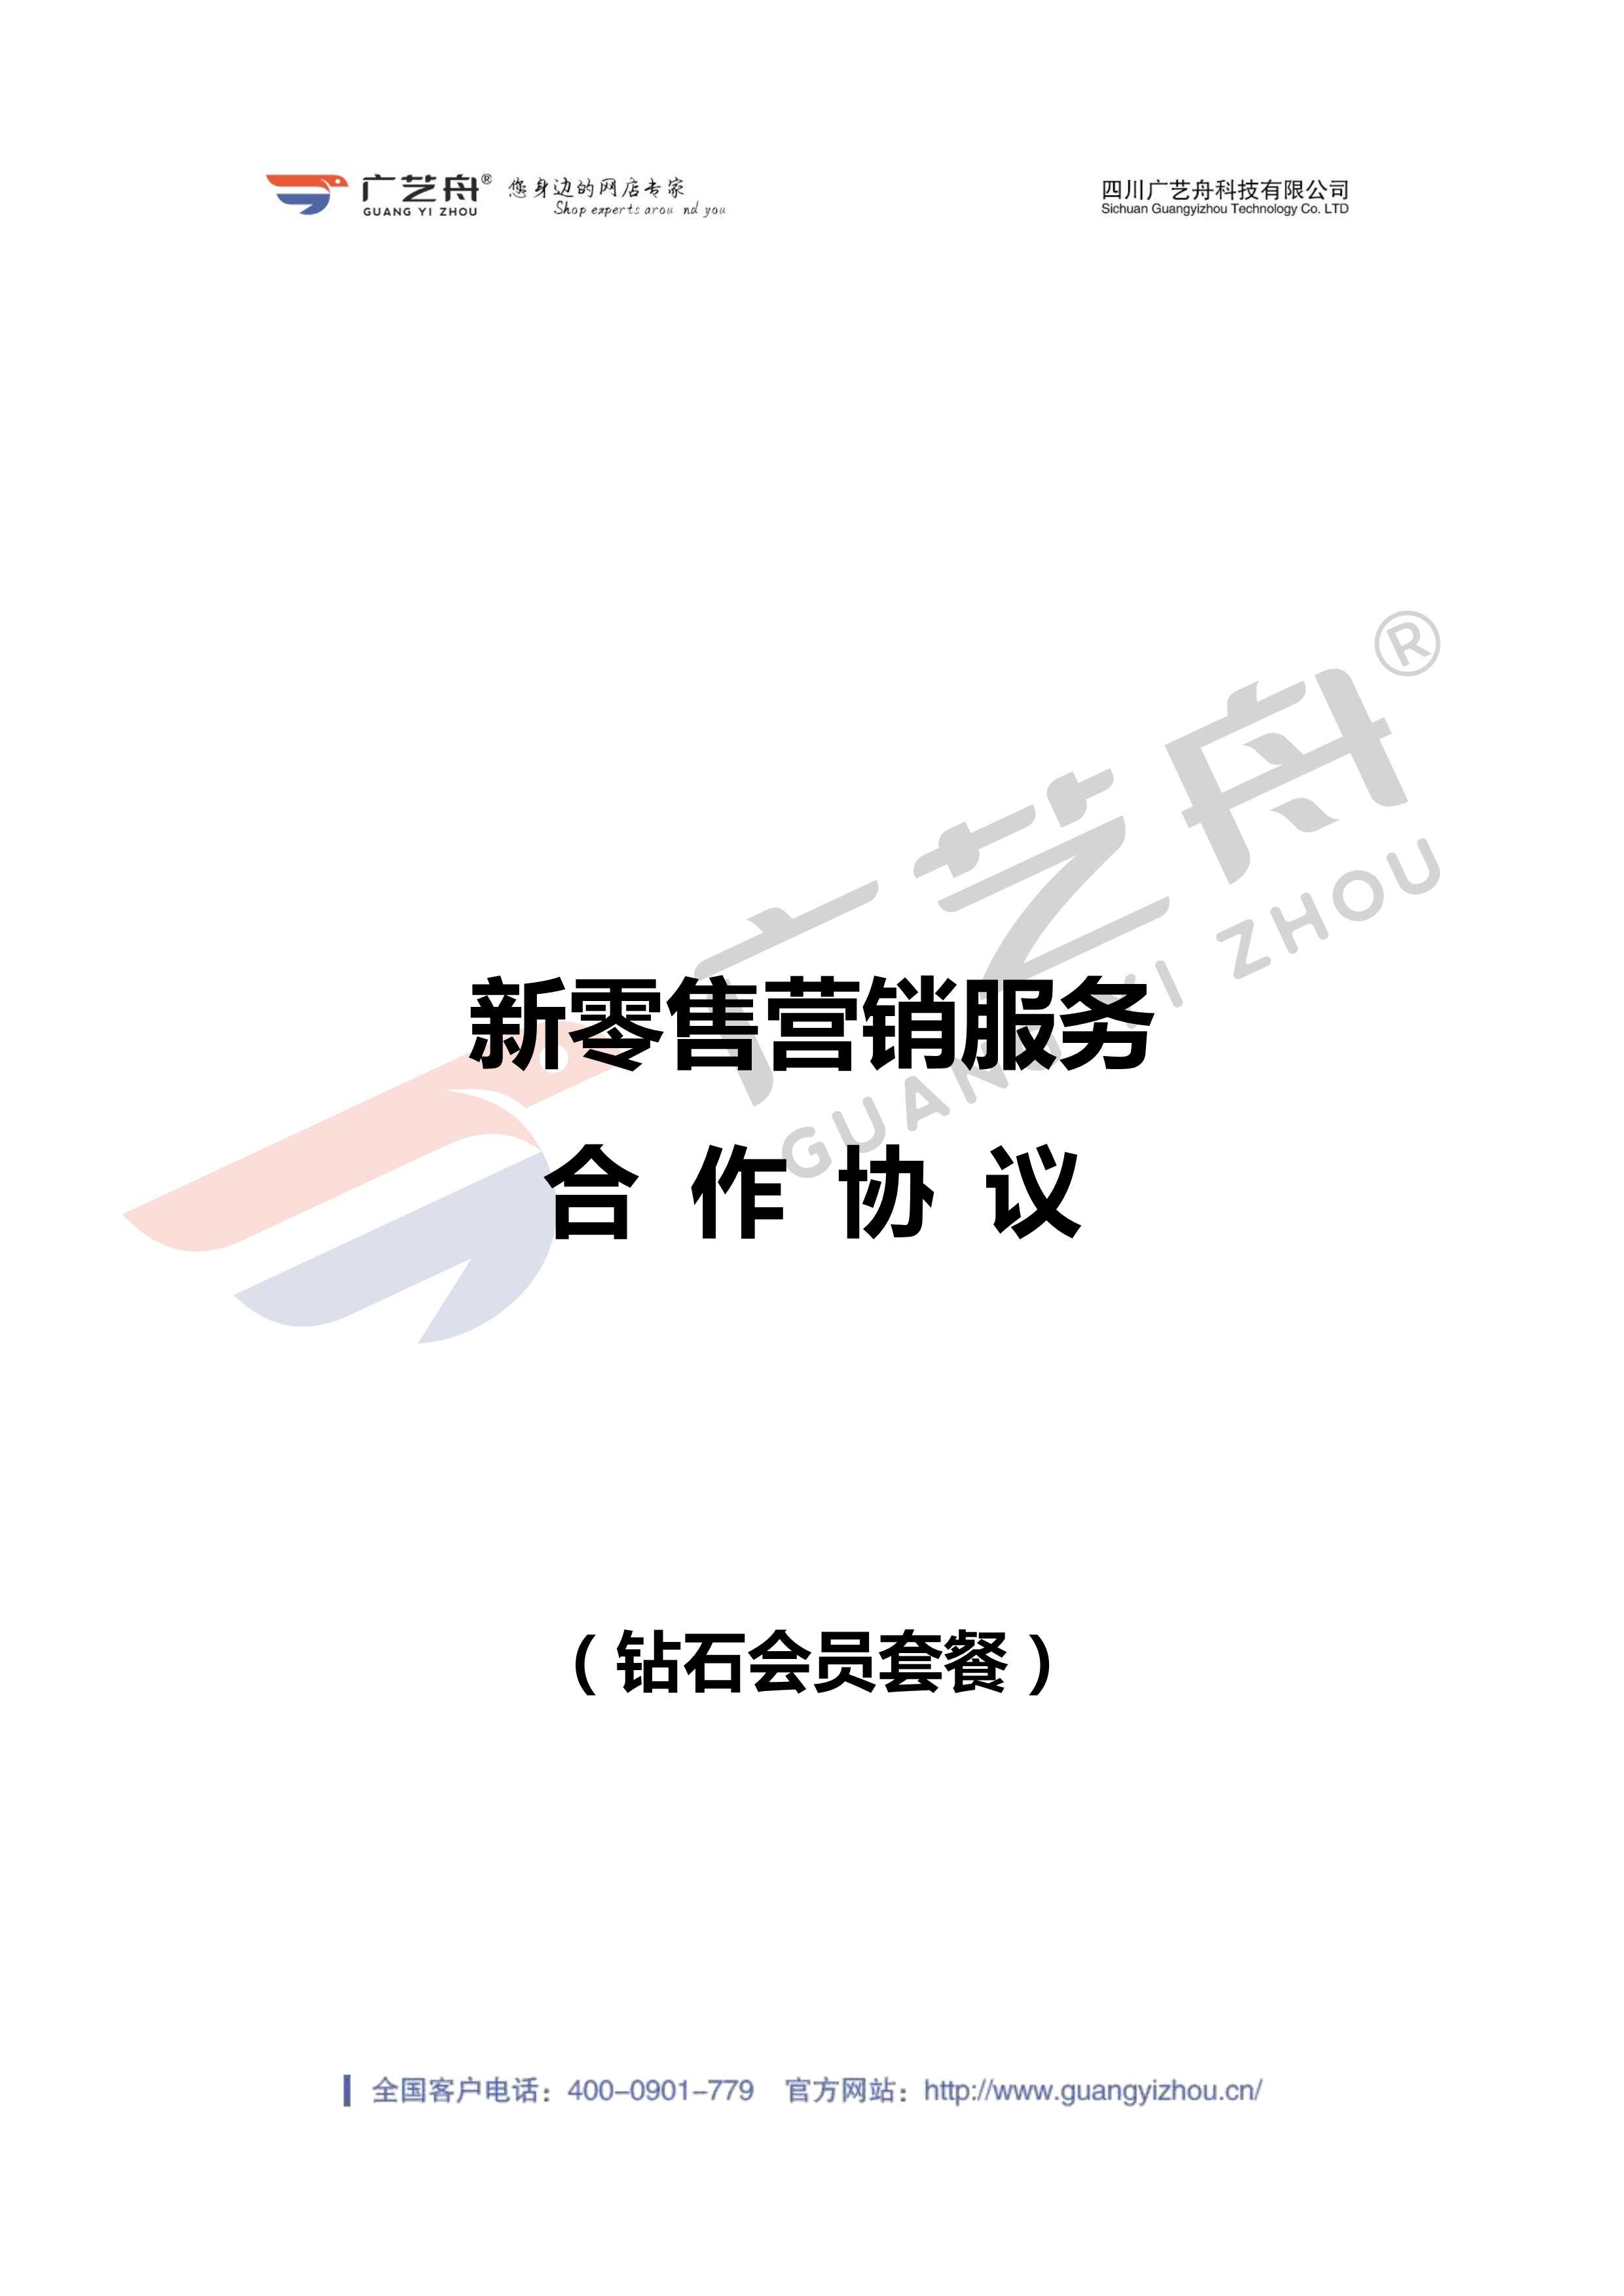 广艺舟® 您身边的网店专家 四川广艺舟科技有限公司
GUANG YI ZHOU Shop experts arou nd you Sichuan Guangyizhou Technology Co. LTD
广艺舟®
GUANG YI ZHOU
新零售营销服务
合 作 协 议
（钻石会员套餐）
全国客户电话：400-0901-779 官方网站：http://www.guangyizhou.cn/